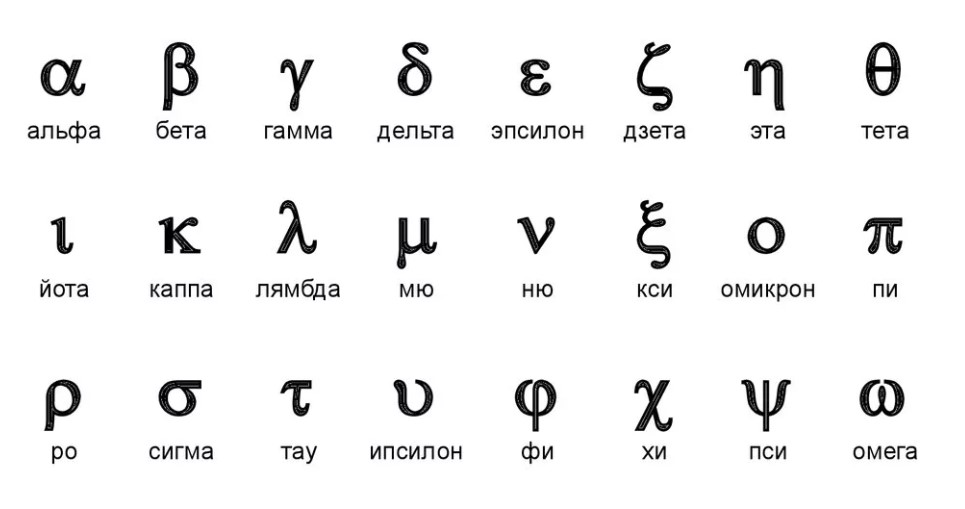 α β γ δ ε ζ η θ
альфа бета гамма дельта эпсилон дзета эта тета
ι κ λ μ ν ξ ο π
йота каппа лямбда мю ню кси омикрон пи
ρ σ τ υ φ χ ψ ω
ро сигма тау ипсилон фи хи пси омега